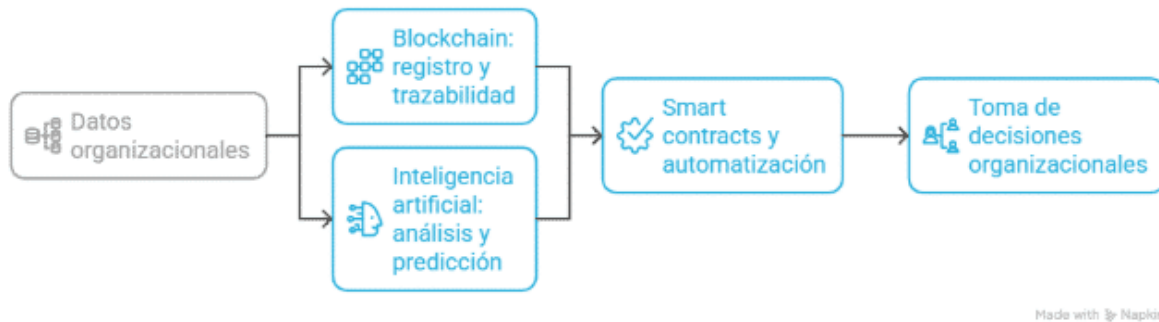 Datos
organizacionales
Blockchain:
registro y
trazabilidad
Inteligencia
artificial:
análisis y
predicción
Smart
contracts y
automatización
Toma de
decisiones
organizacionales
Made with Napkin